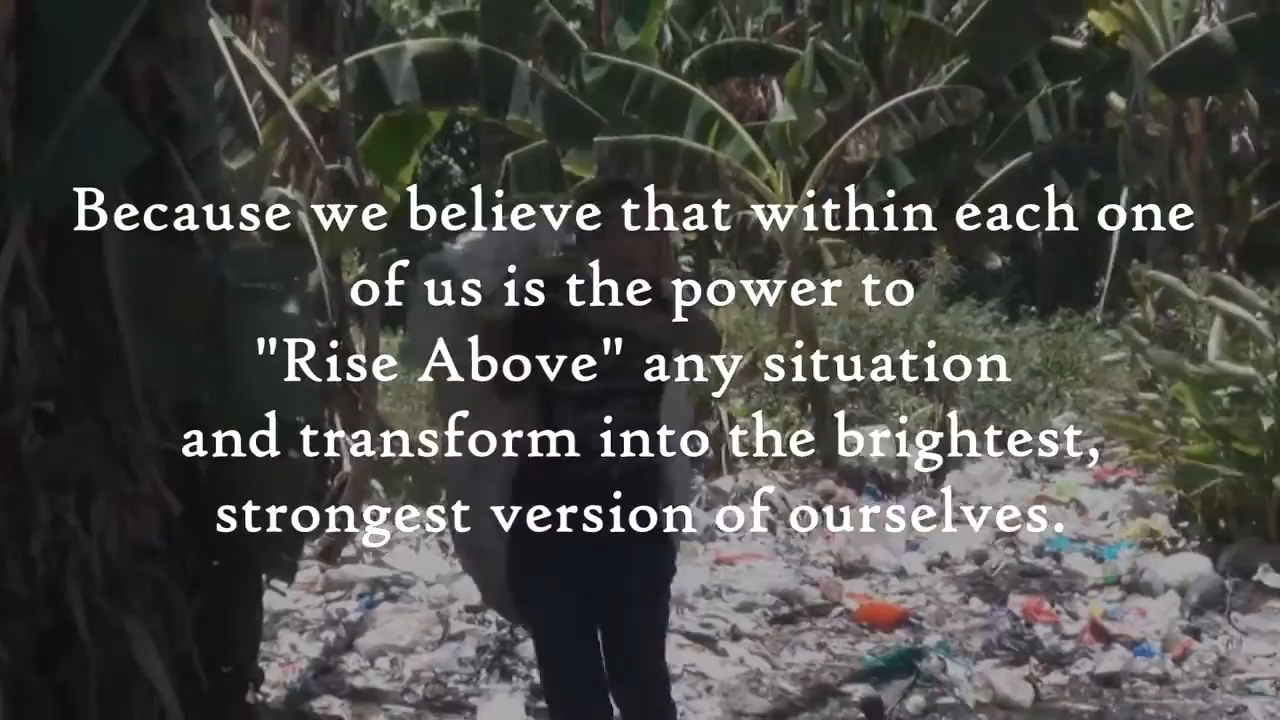 Because we believe that within each one
of us is the power to
"Rise Above" any situation
and transform into the brightest,
strongest version of ourselves.